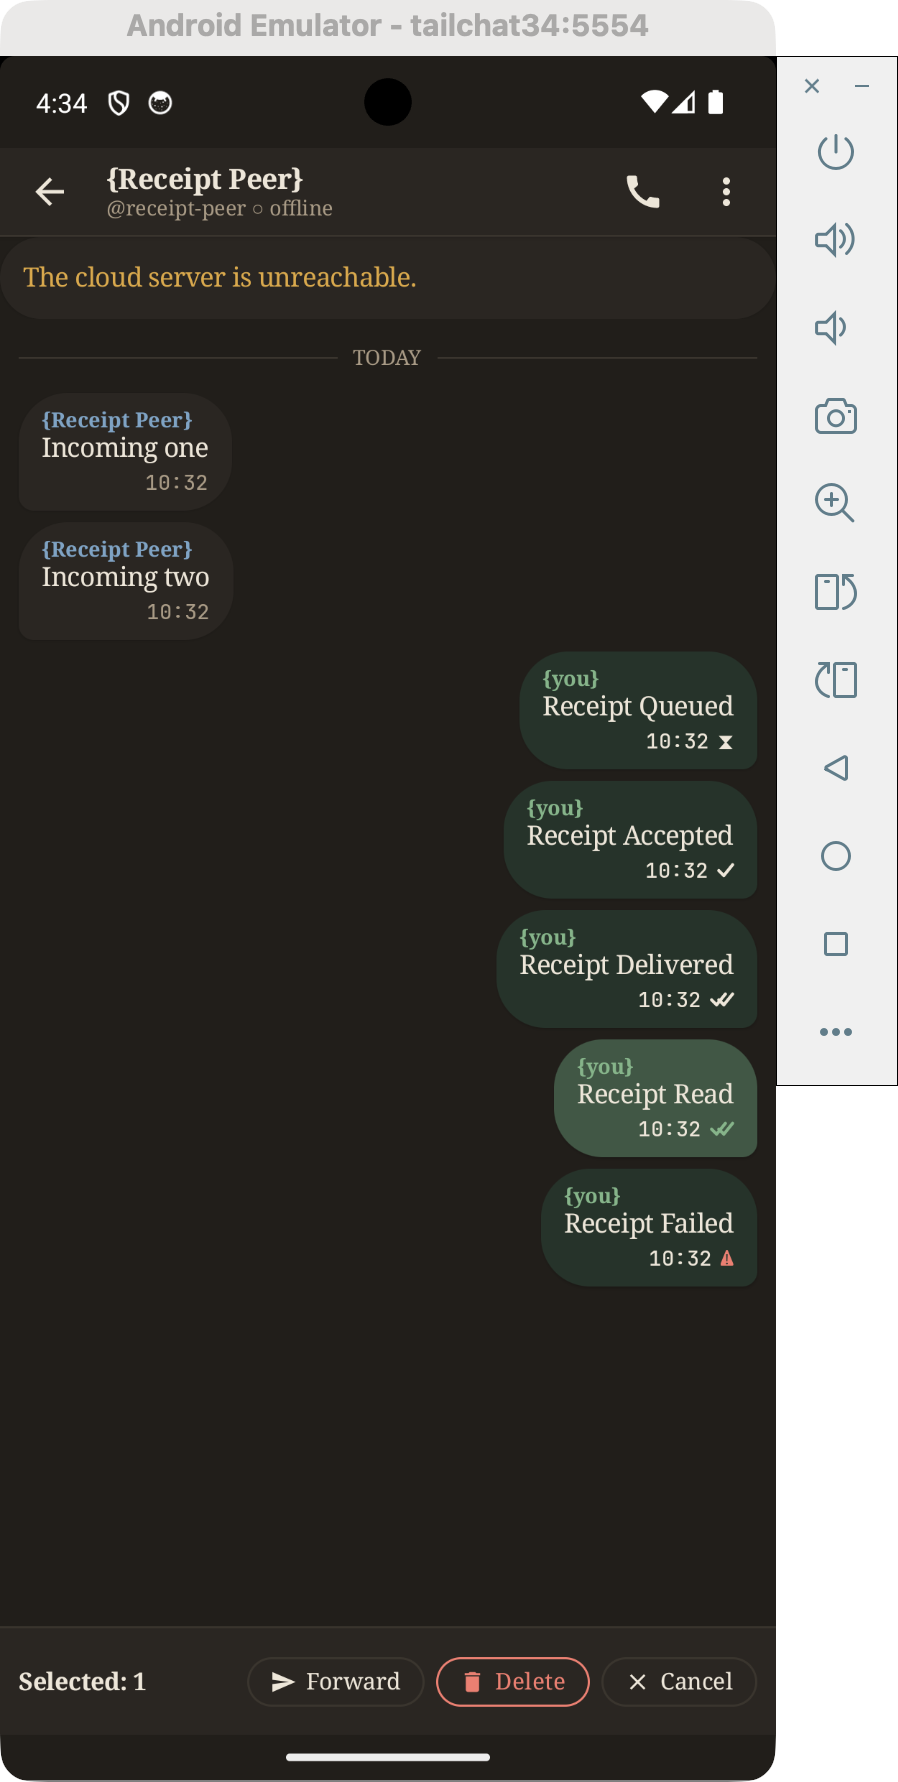 Android Emulator - tailchat34:5554
4:34
{Receipt Peer}
@receipt-peer ○ offline
The cloud server is unreachable.
TODAY
{Receipt Peer}
Incoming one
10:32
{Receipt Peer}
Incoming two
10:32
{you}
Receipt Queued
10:32
{you}
Receipt Accepted
10:32
{you}
Receipt Delivered
10:32
{you}
Receipt Read
10:32
{you}
Receipt Failed
10:32
Selected: 1 Forward Delete Cancel